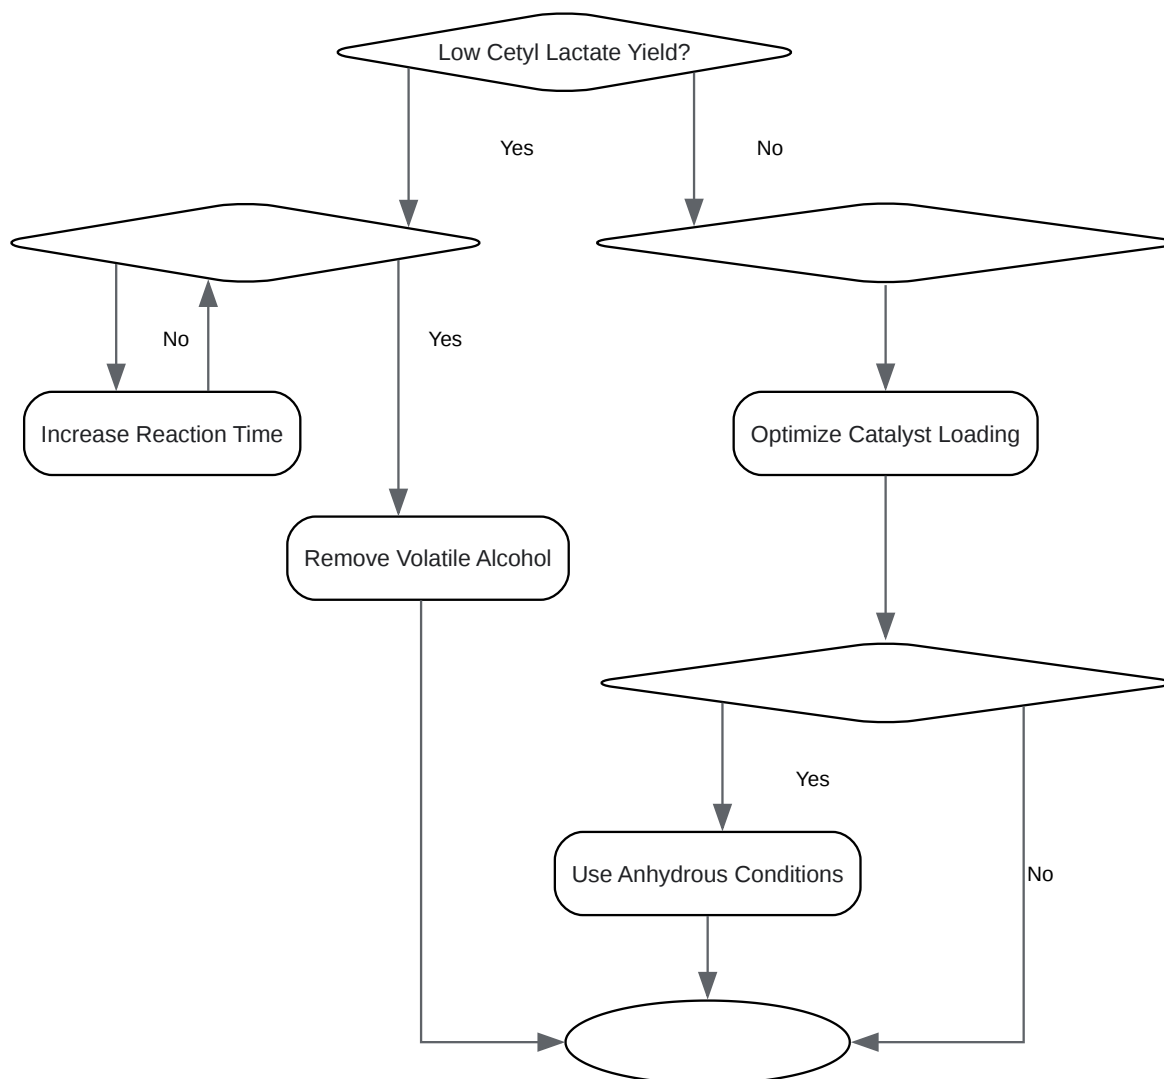 Low Cetyl Lactate Yield?
Yes
No
No
Yes
Increase Reaction Time
Optimize Catalyst Loading
Remove Volatile Alcohol
Yes
Use Anhydrous Conditions
No